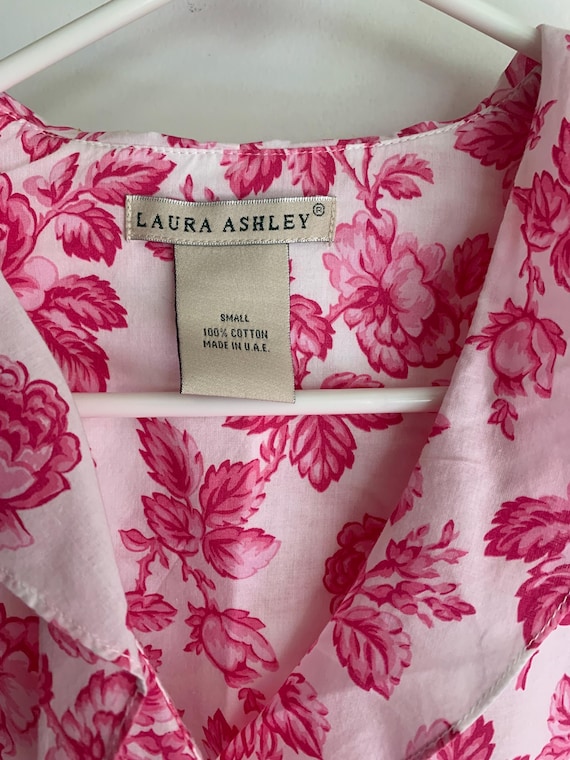 LAURA ASHLEY®
SMALL
100% COTTON
MADE IN U.A.E.